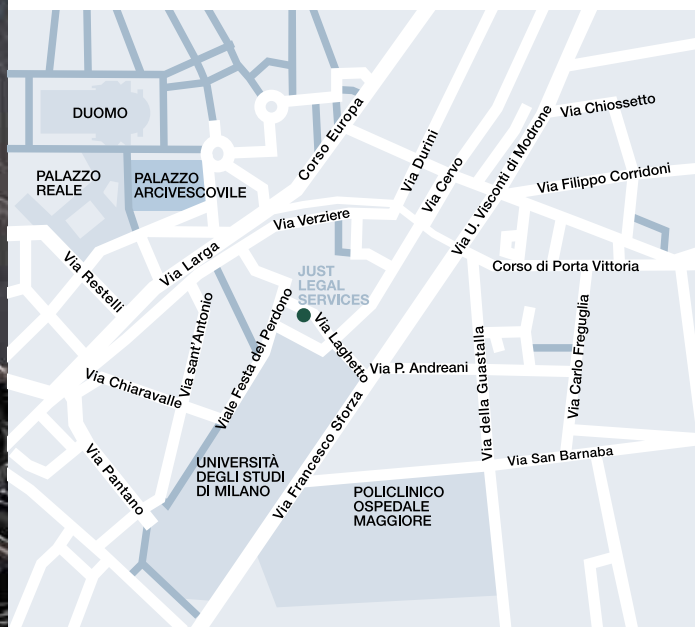 DUOMO
PALAZZO
REALE
PALAZZO
ARCIVESCOVILE
Corso Europa
Via Durini
Via Cervo
Via U. Visconti di Modrone
Via Chiossetto
Via Filippo Corridoni
Corso di Porta Vittoria
Via Verziere
Via Larga
Via Restelli
JUST
LEGAL
SERVICES
Via Laghetto
Via sant'Antonio
Viale Festa del Perdono
Via Chiaravalle
Via Pantano
Via P. Andreani
Via della Guastalla
Via Carlo Freguglia
Via San Barnaba
Via Francesco Sforza
UNIVERSITÀ
DEGLI STUDI
DI MILANO
POLICLINICO
OSPEDALE
MAGGIORE